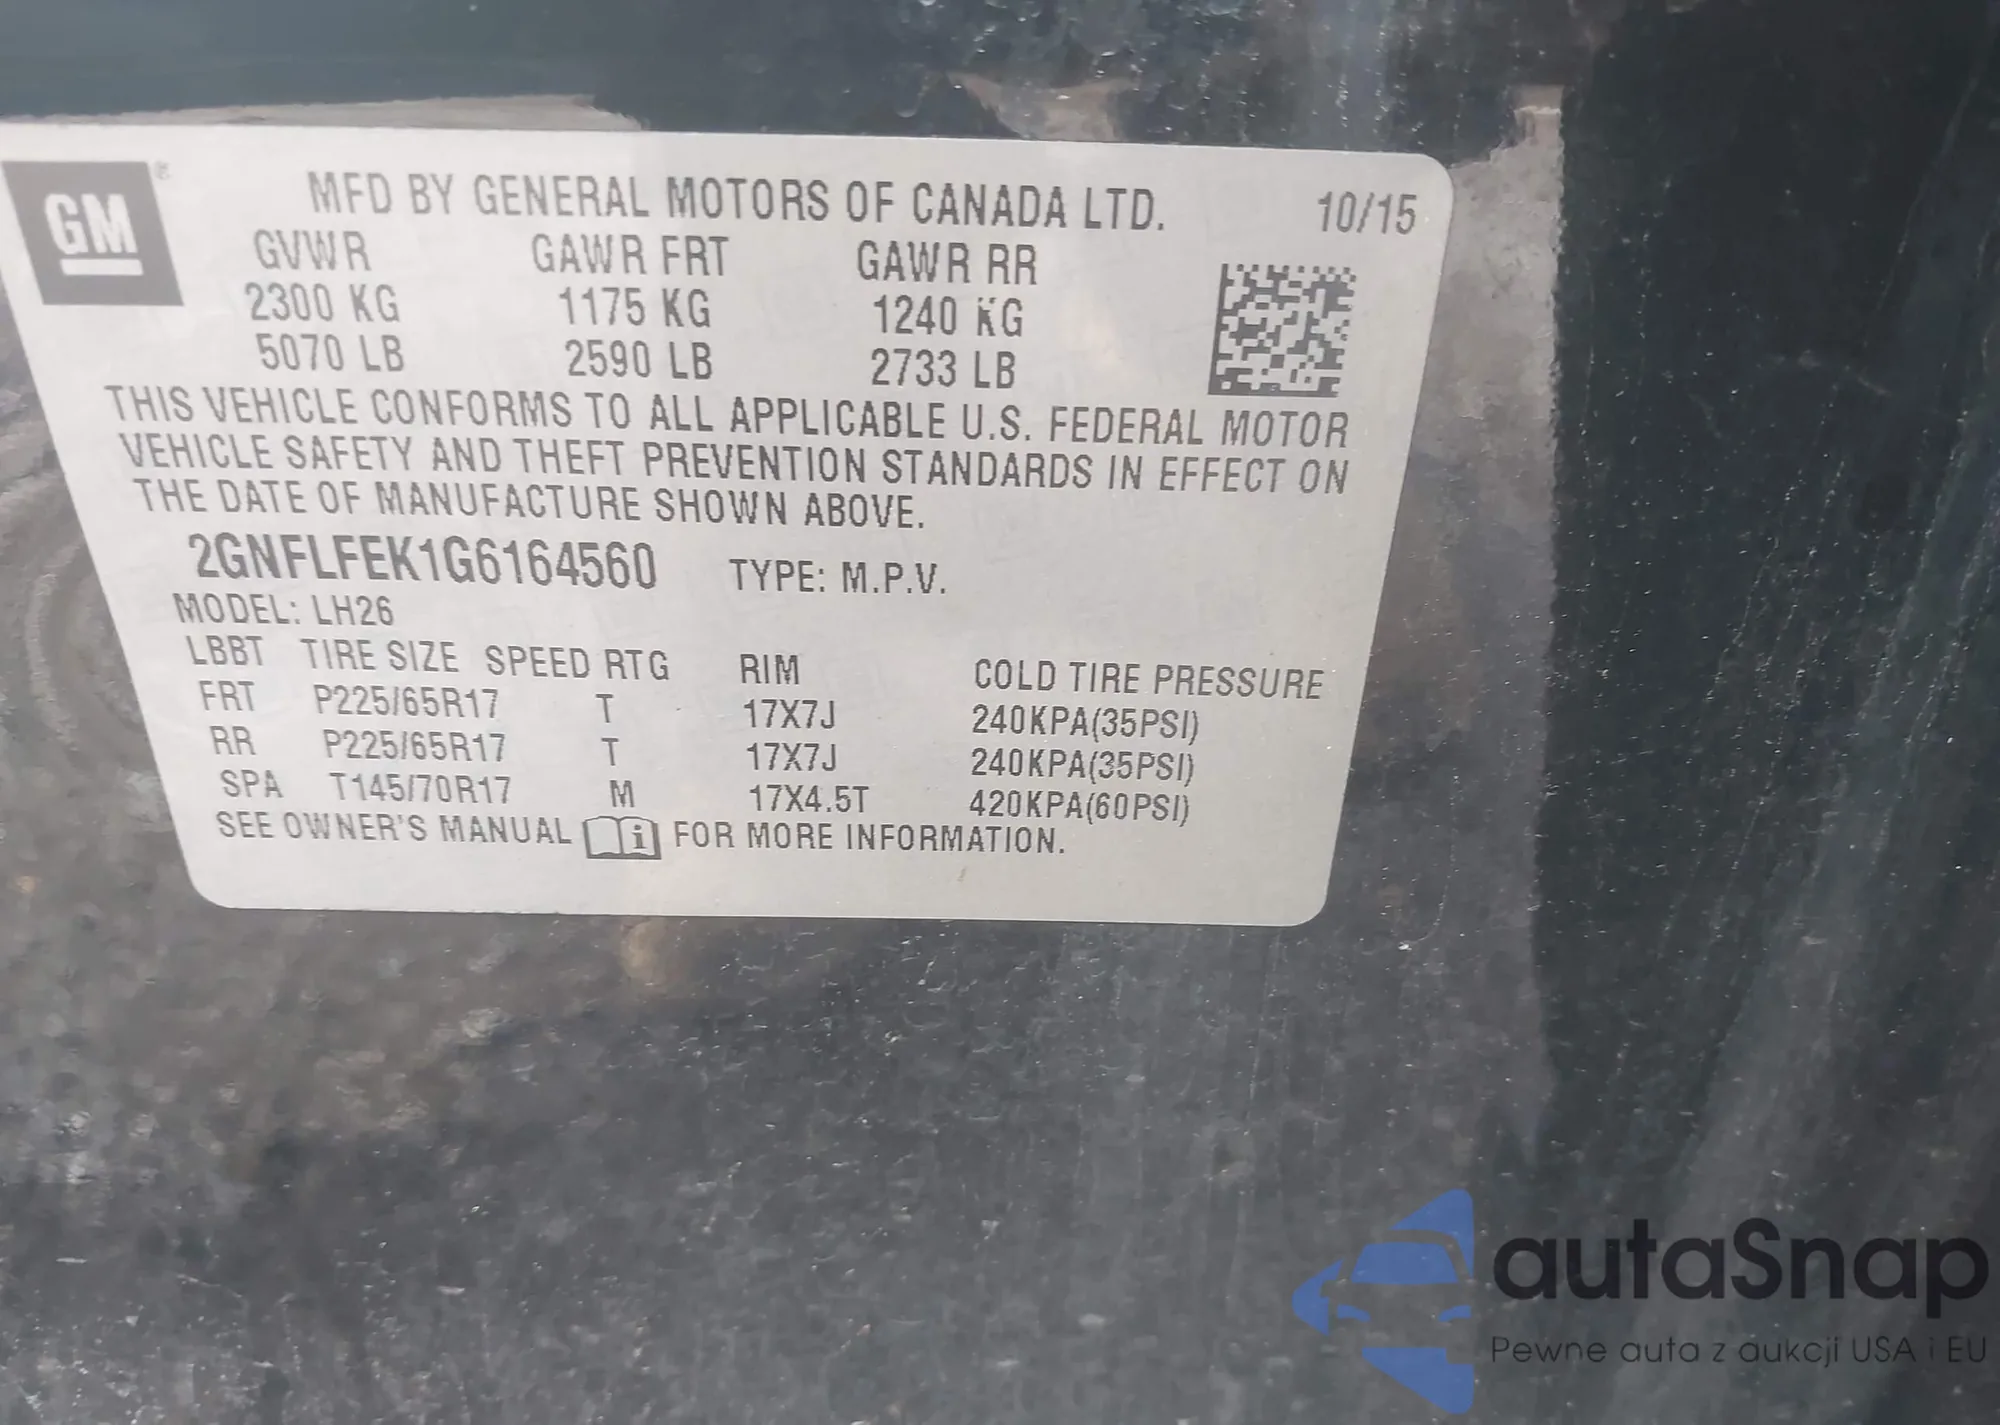 GM®
MFD BY GENERAL MOTORS OF CANADA LTD. 10/15
GVWR GAWR FRT GAWR RR
2300 KG 1175 KG 1240 KG
5070 LB 2590 LB 2733 LB
THIS VEHICLE CONFORMS TO ALL APPLICABLE U.S. FEDERAL MOTOR
VEHICLE SAFETY AND THEFT PREVENTION STANDARDS IN EFFECT ON
THE DATE OF MANUFACTURE SHOWN ABOVE.
2GNFLFEK1G6164560 TYPE: M.P.V.
MODEL: LH26
LBBT TIRE SIZE SPEED RTG RIM COLD TIRE PRESSURE
FRT P225/65R17 T 17X7J 240KPA(35PSI)
RR P225/65R17 T 17X7J 240KPA(35PSI)
SPA T145/70R17 M 17X4.5T 420KPA(60PSI)
SEE OWNER'S MANUAL i FOR MORE INFORMATION.
autaSnap
Pewne auta z aukcji USA i EU